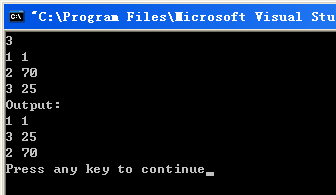 "C:\Program Files\Microsoft Visual Stu
3
1 1
2 70
3 25
Output:
1 1
3 25
2 70
Press any key to continue